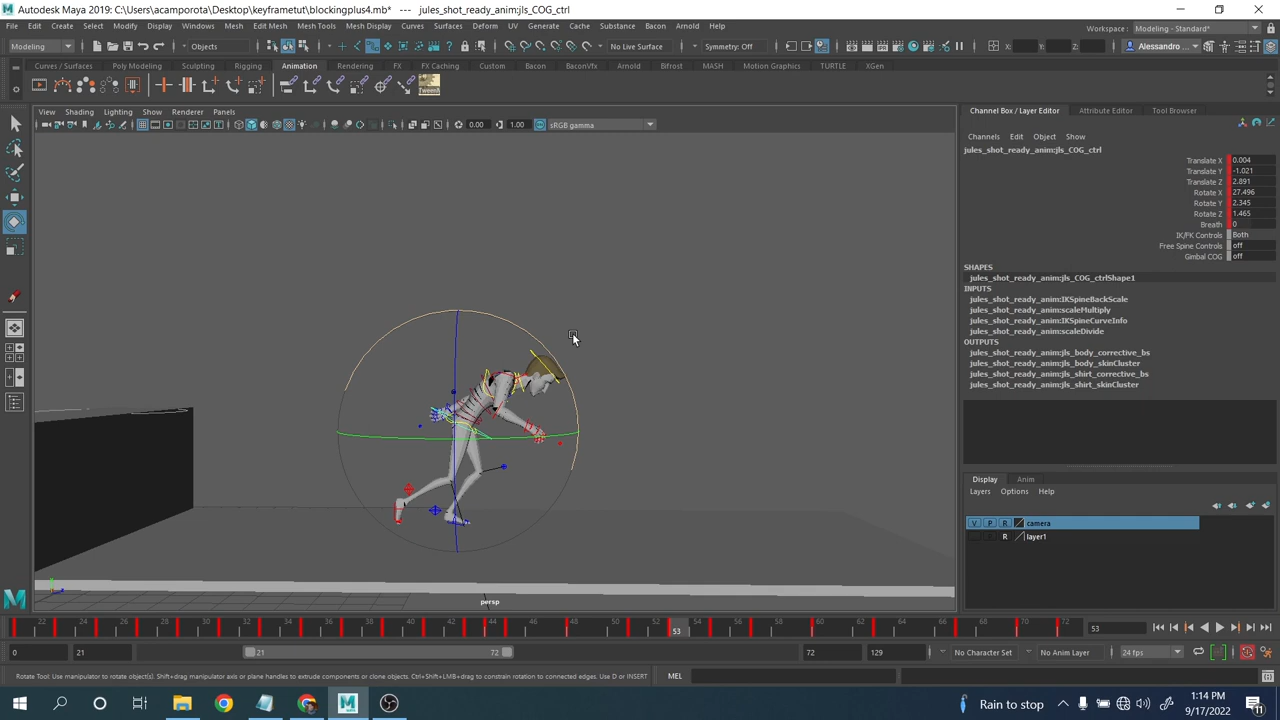 Autodesk Maya 2019: C:\Users\acamporota\Desktop\keyframetut\blockingplus4.mb* --- jules_shot_ready_anim:jls_COG_ctrl
File Edit Create Select Modify Display Windows Mesh Edit Mesh Mesh Tools Mesh Display Curves Surfaces Deform UV Generate Cache Substance Bacon Arnold Help
Workspace: Modeling - Standard*
Modeling Objects No Live Surface Symmetry: Off Alessandro ... X: Y: Z:
Curves / Surfaces Poly Modeling Sculpting Rigging Animation Rendering FX FX Caching Custom Bacon BaconVfx Arnold Bifrost MASH Motion Graphics TURTLE XGen
View Shading Lighting Show Renderer Panels
0.00 1.00 sRGB gamma
Channel Box / Layer Editor Attribute Editor Tool Browser
Channels Edit Object Show
jules_shot_ready_anim:jls_COG_ctrl
Translate X 0.004
Translate Y -1.021
Translate Z 2.891
Rotate X 27.496
Rotate Y 2.345
Rotate Z 1.465
Breath 0
IK/FK Controls Both
Free Spine Controls off
Gimbal COG off
SHAPES
jules_shot_ready_anim:jls_COG_ctrlShape1
INPUTS
jules_shot_ready_anim:IKSpineBackScale
jules_shot_ready_anim:scaleMultiply
jules_shot_ready_anim:IKSpineCurveInfo
jules_shot_ready_anim:scaleDivide
OUTPUTS
jules_shot_ready_anim:jls_body_corrective_bs
jules_shot_ready_anim:jls_body_skinCluster
jules_shot_ready_anim:jls_shirt_corrective_bs
jules_shot_ready_anim:jls_shirt_skinCluster
Display Anim
Layers Options Help
V P R camera
R layer1
persp
22 24 26 28 30 32 34 36 38 40 42 44 46 48 50 52 53 54 56 58 60 62 64 66 68 70 72 53
0 21 21 72 72 129 No Character Set No Anim Layer 24 fps
Rotate Tool: Use manipulator to rotate object(s). Shift+drag manipulator axis or plane handles to extrude components or clone objects. Ctrl+Shift+LMB+drag to constrain rotation to connected edges. Use D or INSERT MEL
Rain to stop 1:14 PM
9/17/2022 11